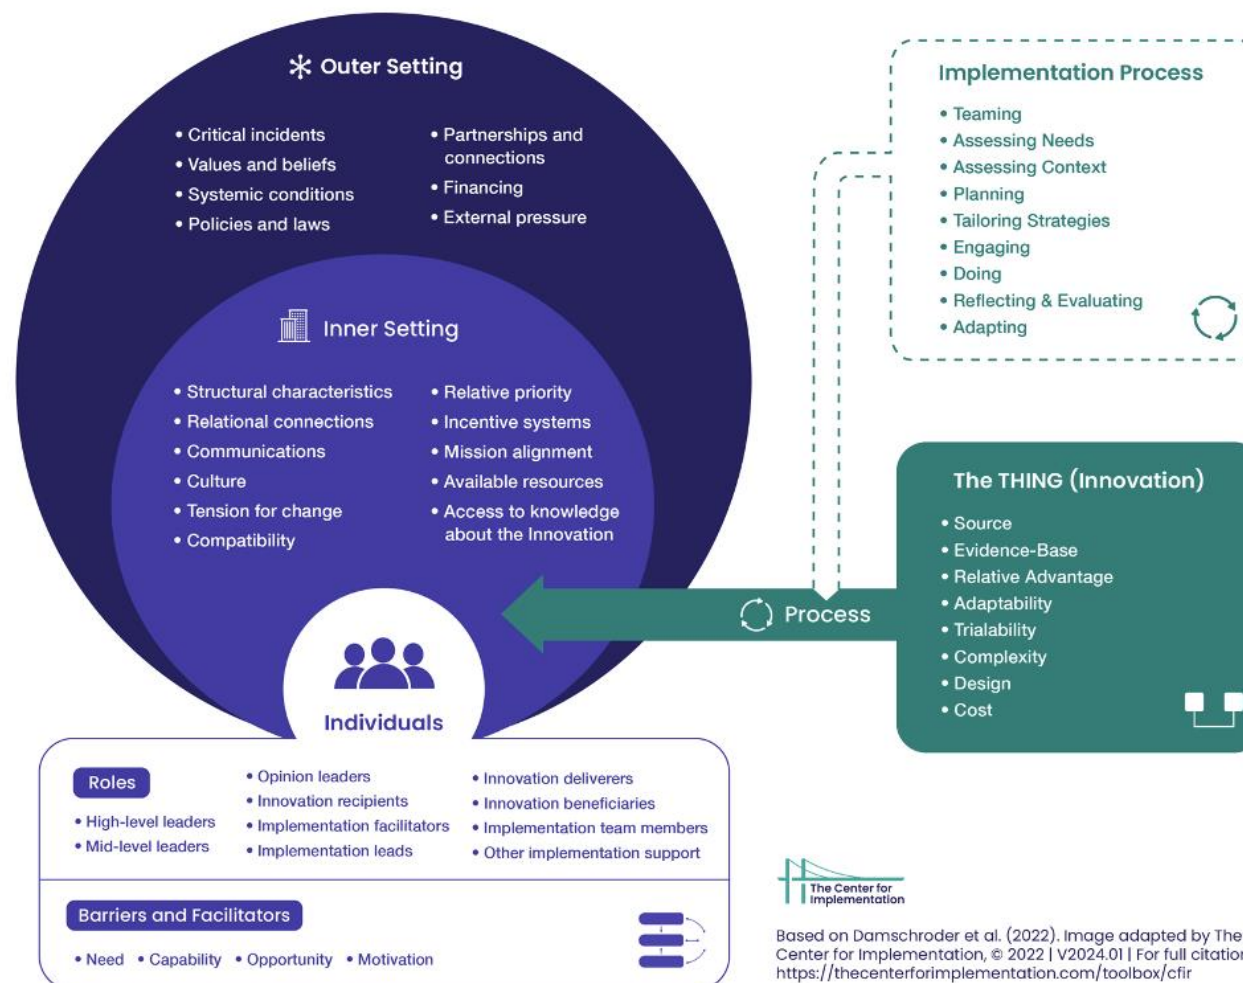 Outer Setting
• Critical incidents
• Values and beliefs
• Systemic conditions
• Policies and laws
• Partnerships and
connections
• Financing
• External pressure
Inner Setting
• Structural characteristics
• Relational connections
• Communications
• Culture
• Tension for change
• Compatibility
• Relative priority
• Incentive systems
• Mission alignment
• Available resources
• Access to knowledge
about the Innovation
Individuals
Roles
• High-level leaders
• Mid-level leaders
• Opinion leaders
• Innovation recipients
• Implementation facilitators
• Implementation leads
• Innovation deliverers
• Innovation beneficiaries
• Implementation team members
• Other implementation support
Barriers and Facilitators
• Need • Capability • Opportunity • Motivation
Implementation Process
• Teaming
• Assessing Needs
• Assessing Context
• Planning
• Tailoring Strategies
• Engaging
• Doing
• Reflecting & Evaluating
• Adapting
Process
The THING (Innovation)
• Source
• Evidence-Base
• Relative Advantage
• Adaptability
• Trialability
• Complexity
• Design
• Cost
The Center for
Implementation
Based on Damschroder et al. (2022). Image adapted by The
Center for Implementation, © 2022 | V2024.01 | For full citation
https://thecenterforimplementation.com/toolbox/cfir